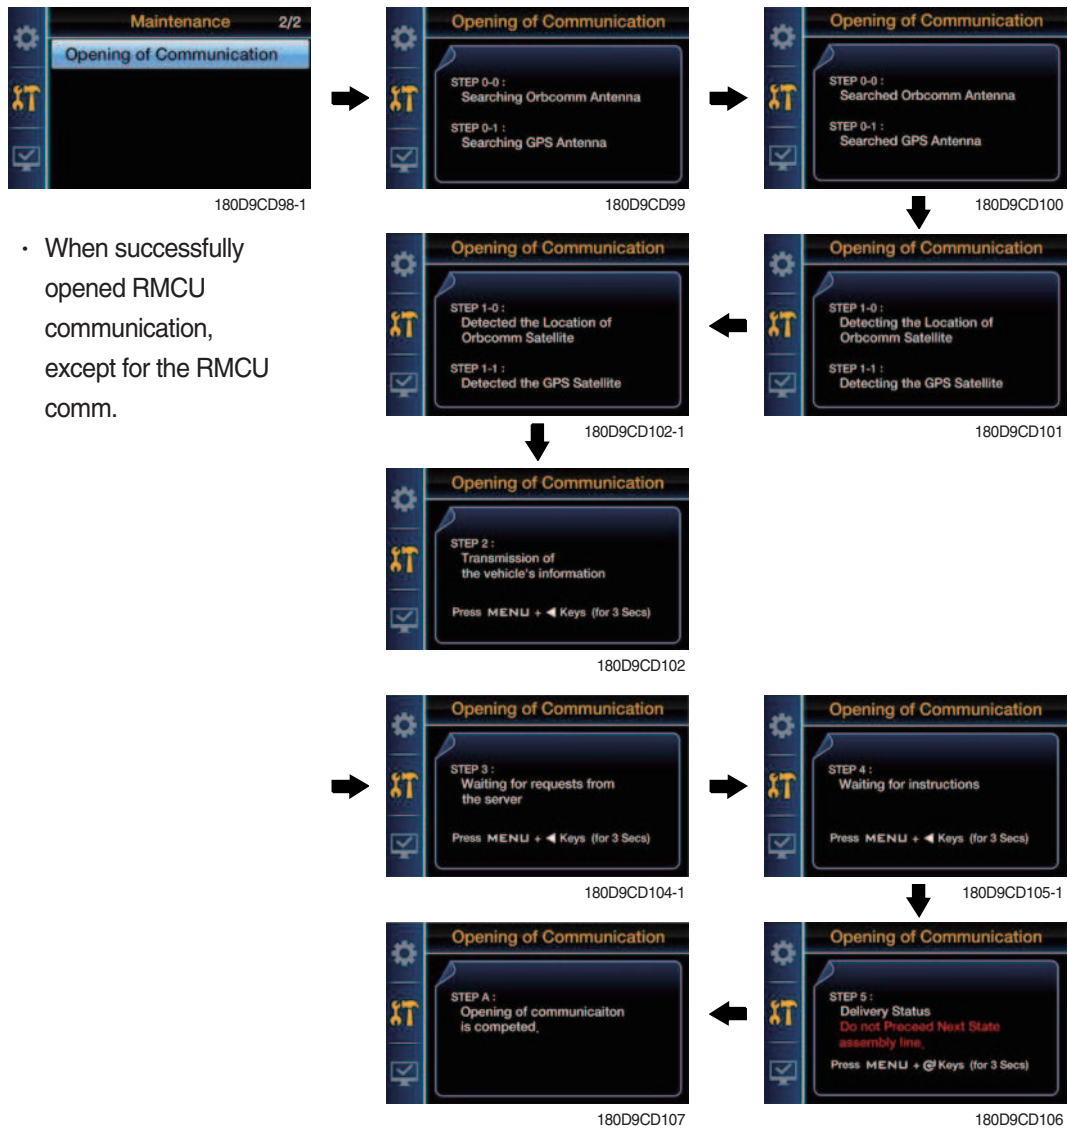 Maintenance 2/2
Opening of Communication
180D9CD98-1
Opening of Communication
STEP 0-0 :
Searching Orbcomm Antenna
STEP 0-1 :
Searching GPS Antenna
180D9CD99
Opening of Communication
STEP 0-0 :
Searched Orbcomm Antenna
STEP 0-1 :
Searched GPS Antenna
180D9CD100
· When successfully
opened RMCU
communication,
except for the RMCU
comm.
Opening of Communication
STEP 1-0 :
Detecting the Location of
Orbcomm Satellite
STEP 1-1 :
Detecting the GPS Satellite
180D9CD101
Opening of Communication
STEP 1-0 :
Detected the Location of
Orbcomm Satellite
STEP 1-1 :
Detected the GPS Satellite
180D9CD102-1
Opening of Communication
STEP 2 :
Transmission of
the vehicle's information
Press MENU + ◀ Keys (for 3 Secs)
180D9CD102
Opening of Communication
STEP 3 :
Waiting for requests from
the server
Press MENU + ◀ Keys (for 3 Secs)
180D9CD104-1
Opening of Communication
STEP 4 :
Waiting for instructions
Press MENU + ◀ Keys (for 3 Secs)
180D9CD105-1
Opening of Communication
STEP 5 :
Delivery Status
Do not Preceed Next State
assembly line.
Press MENU + Keys (for 3 Secs)
180D9CD106
Opening of Communication
STEP A :
Opening of communicaiton
is competed.
180D9CD107